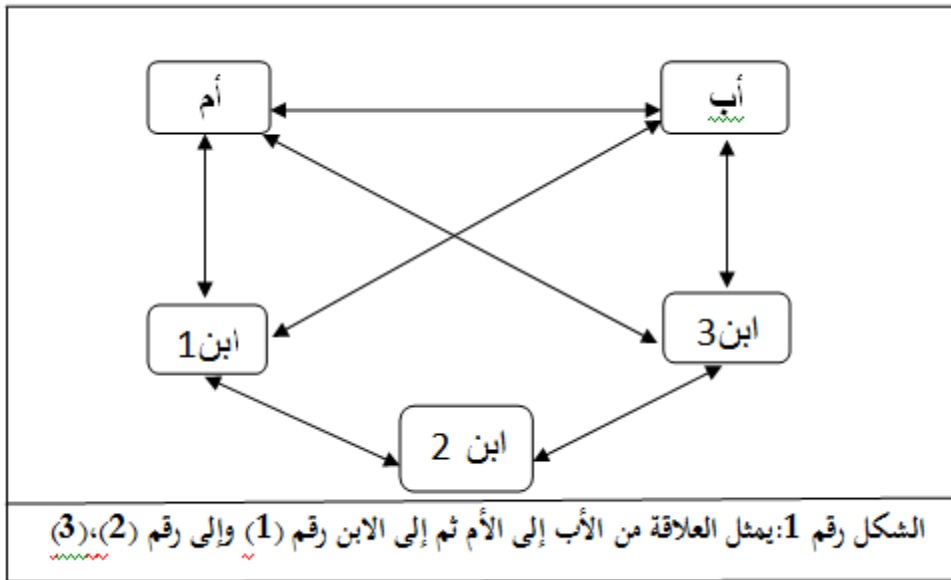 أب
أم
ابن3
ابن1
ابن 2
الشكل رقم 1:يمثل العلاقة من الأب إلى الأم ثم إلى الابن رقم (1) وإلى رقم (2)،(3)